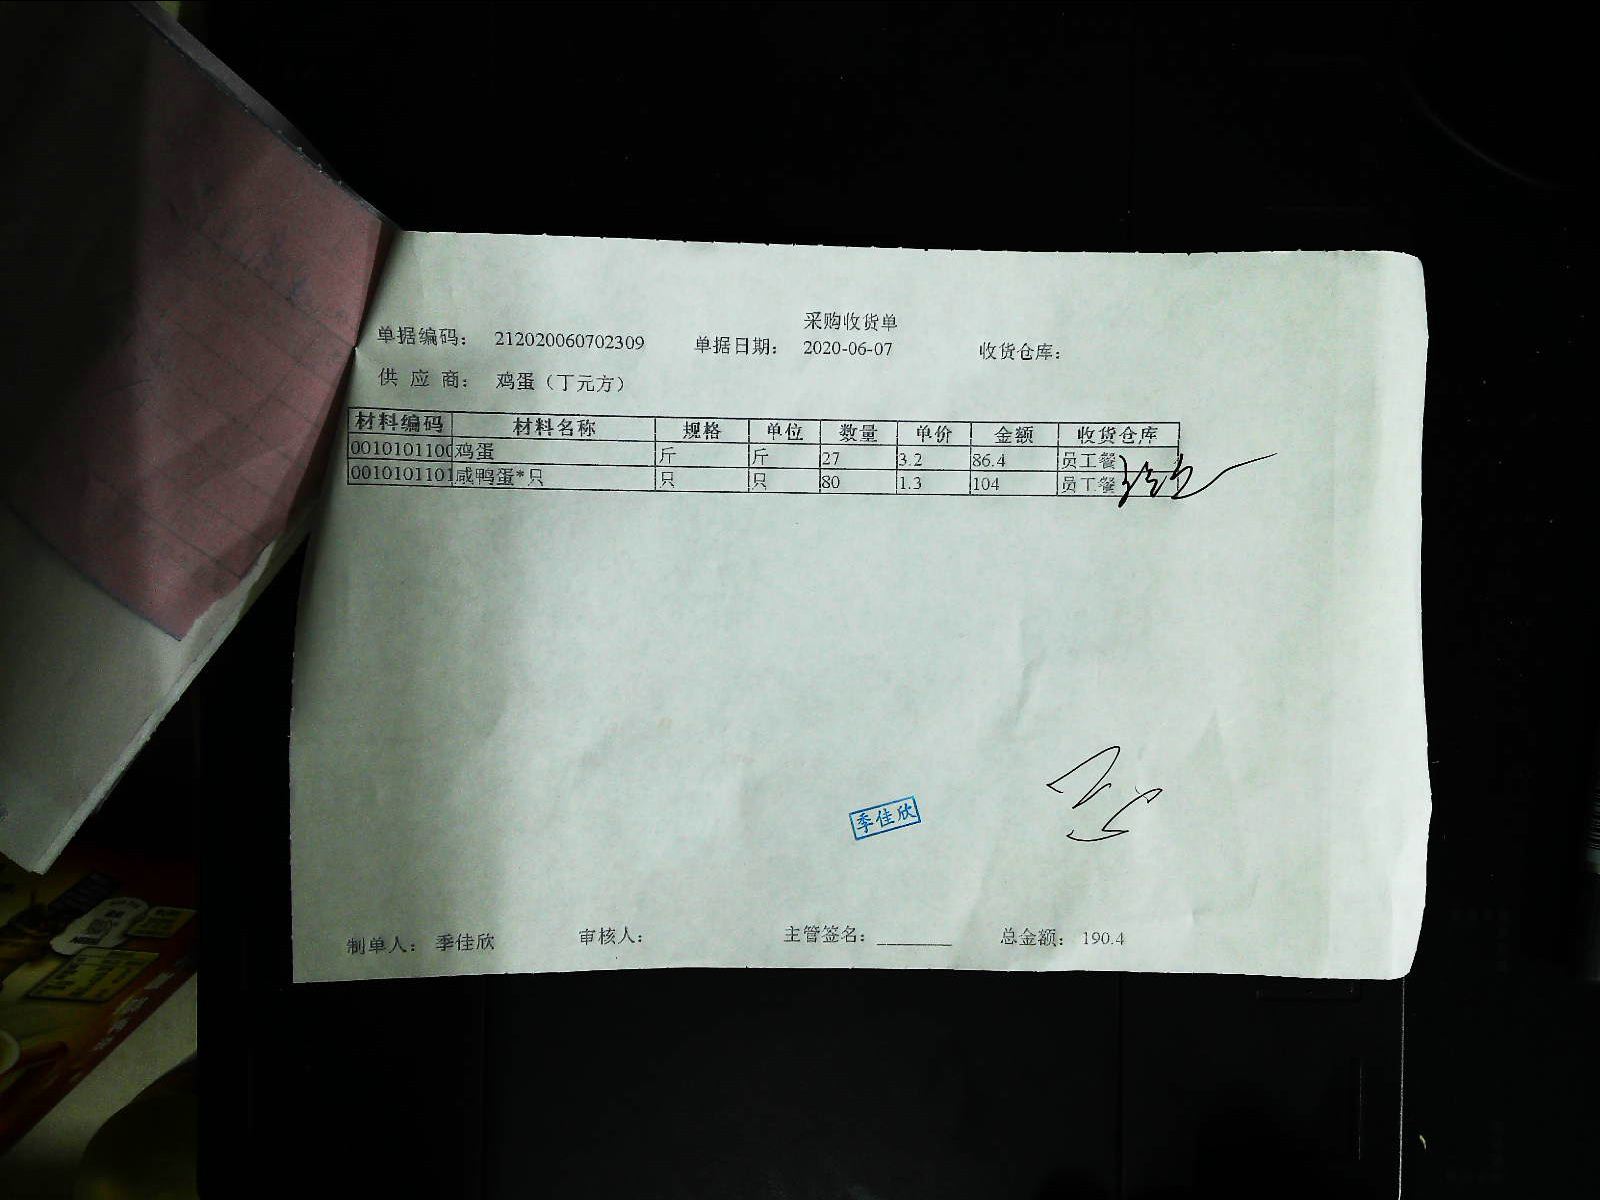 采购收货单
单据编码： 212020060702309 单据日期： 2020-06-07 收货仓库：
供 应 商： 鸡蛋（丁元方）
材料编码 材料名称 规格 单位 数量 单价 金额 收货仓库
0010101100 鸡蛋 斤 斤 27 3.2 86.4 员工餐
0010101101 咸鸭蛋*只 只 只 80 1.3 104 员工餐
季佳欣
制单人： 季佳欣 审核人： 主管签名：________ 总金额： 190.4